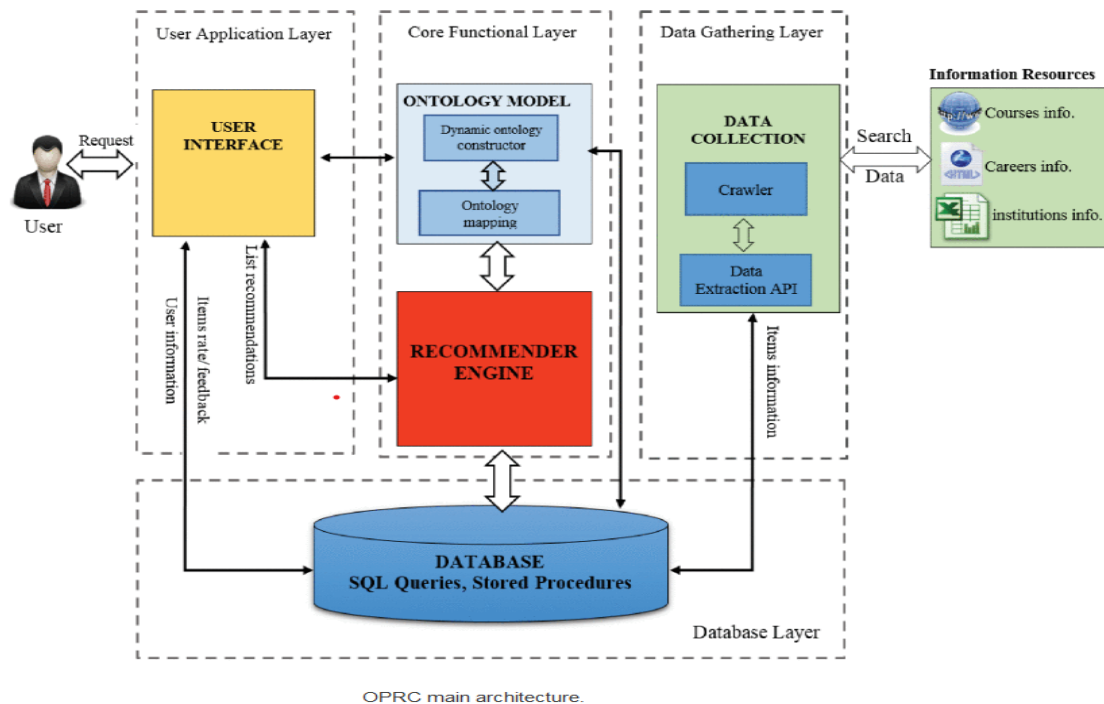 User Application Layer
Core Functional Layer
Data Gathering Layer
Information Resources
Courses info.
Careers info.
institutions info.
Request
User
USER
INTERFACE
ONTOLOGY MODEL
Dynamic ontology
constructor
Ontology
mapping
RECOMMENDER
ENGINE
DATA
COLLECTION
Crawler
Data
Extraction API
Search
Data
<HTML>
List recommendations
Items rate/ feedback
User information
Items information
DATABASE
SQL Queries, Stored Procedures
Database Layer
OPRC main architecture.